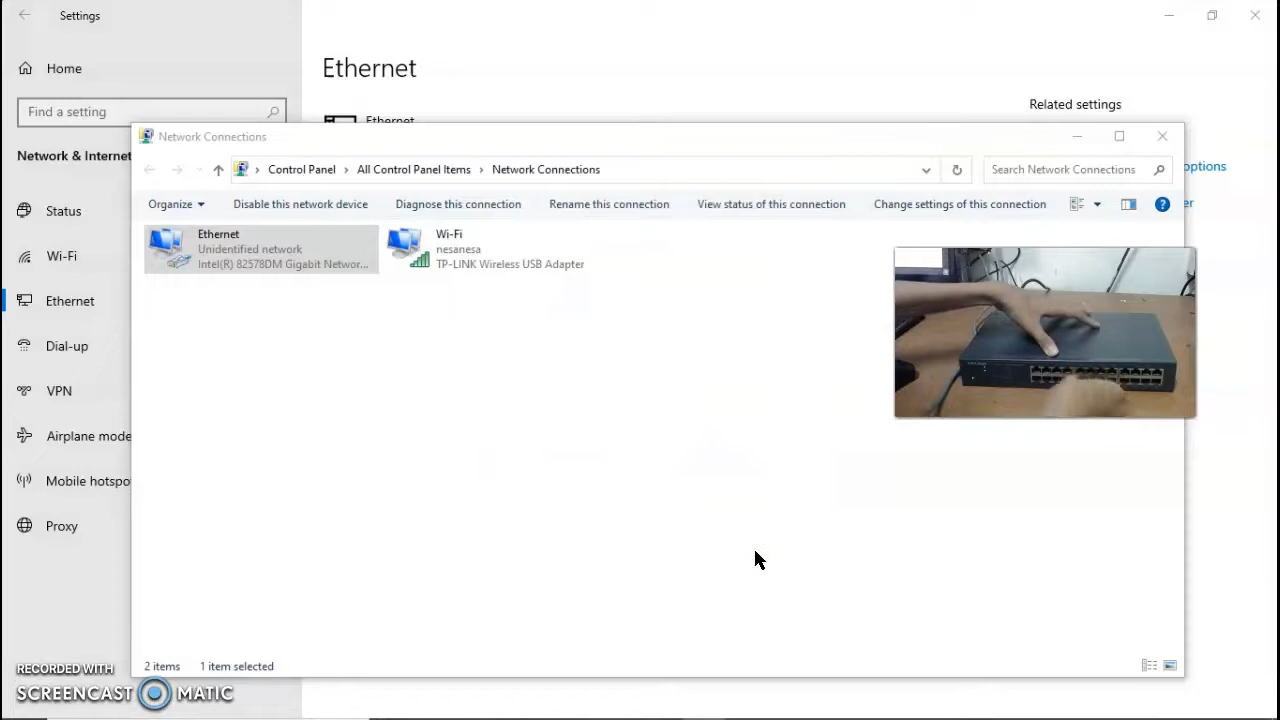 Settings
Home
Find a setting
Network & Internet
Status
Wi-Fi
Ethernet
Dial-up
VPN
Airplane mode
Mobile hotspo
Proxy
Ethernet
Ethernet
Related settings
options
er
Network Connections
Control Panel > All Control Panel Items > Network Connections
Search Network Connections
Organize
Disable this network device
Diagnose this connection
Rename this connection
View status of this connection
Change settings of this connection
Ethernet
Unidentified network
Intel(R) 82578DM Gigabit Networ...
Wi-Fi
nesanesa
TP-LINK Wireless USB Adapter
2 items
1 item selected
RECORDED WITH
SCREENCAST MATIC